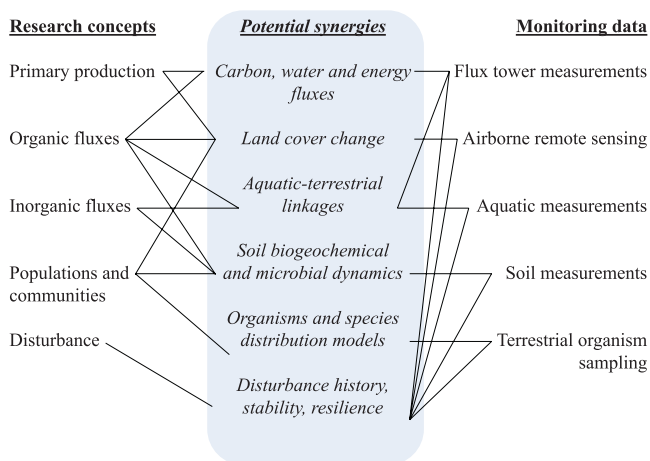 Research concepts
Potential synergies
Monitoring data
Primary production
Carbon, water and energy
fluxes
Flux tower measurements
Organic fluxes
Land cover change
Airborne remote sensing
Inorganic fluxes
Aquatic-terrestrial
linkages
Aquatic measurements
Populations and
communities
Soil biogeochemical
and microbial dynamics
Soil measurements
Disturbance
Organisms and species
distribution models
Terrestrial organism
sampling
Disturbance history,
stability, resilience